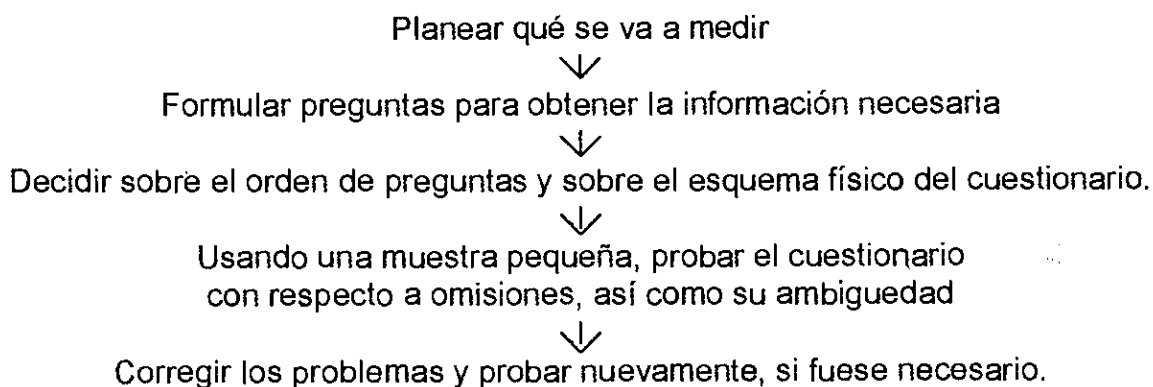 Planear qué se va a medir
Formular preguntas para obtener la información necesaria
Decidir sobre el orden de preguntas y sobre el esquema físico del cuestionario.
Usando una muestra pequeña, probar el cuestionario
con respecto a omisiones, así como su ambiguedad
Corregir los problemas y probar nuevamente, si fuese necesario.